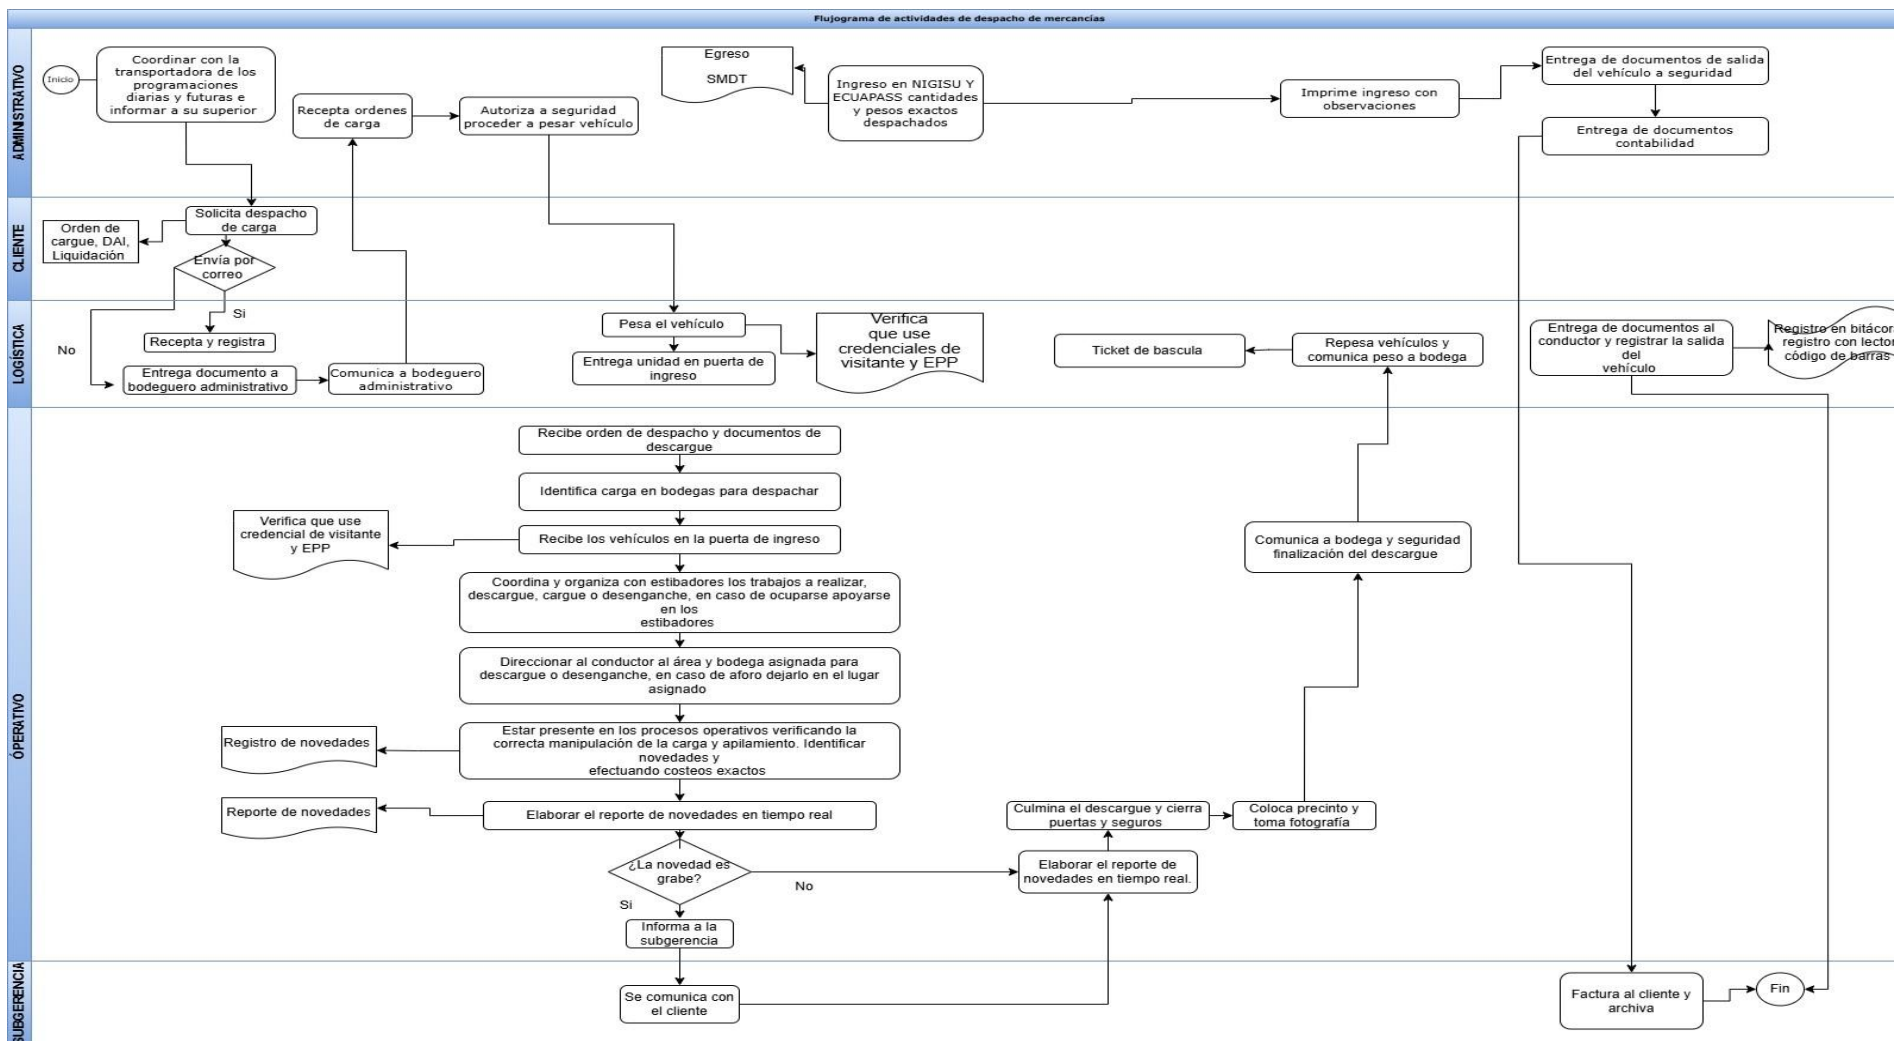 Flujograma de actividades de despacho de mercancías
ADMINISTRATIVO
Inicio
Coordinar con la
transportadora de los
programaciones
diarias y futuras e
informar a su superior
Recepta ordenes
de carga
Autoriza a seguridad
proceder a pesar vehículo
Egreso
SMDT
Ingreso en NIGISU Y
ECUAPASS cantidades
y pesos exactos
despachados
Imprime ingreso con
observaciones
Entrega de documentos de salida
del vehículo a seguridad
Entrega de documentos
contabilidad
CLIENTE
Solicita despacho
de carga
Orden de
cargue, DAI,
Liquidación
Envía por
correo
LOGÍSTICA
Si
No
Recepta y registra
Entrega documento a
bodeguero administrativo
Comunica a bodeguero
administrativo
Pesa el vehículo
Entrega unidad en puerta de
ingreso
Verifica
que use
credenciales de
visitante y EPP
Ticket de bascula
Repesa vehículos y
comunica peso a bodega
Entrega de documentos al
conductor y registrar la salida
del
vehículo
Registro en bitácora
registro con lector
código de barras
ÓPERATIVO
Recibe orden de despacho y documentos de
descargue
Identifica carga en bodegas para despachar
Verifica que use
credencial de visitante
y EPP
Recibe los vehículos en la puerta de ingreso
Coordina y organiza con estibadores los trabajos a realizar,
descargue, cargue o desenganche, en caso de ocuparse apoyarse
en los
estibadores
Direccionar al conductor al área y bodega asignada para
descargue o desenganche, en caso de aforo dejarlo en el lugar
asignado
Registro de novedades
Estar presente en los procesos operativos verificando la
correcta manipulación de la carga y apilamiento. Identificar
novedades y
efectuando costeos exactos
Reporte de novedades
Elaborar el reporte de novedades en tiempo real
¿La novedad es
grabe?
No
Si
Informa a la
subgerencia
Elaborar el reporte de
novedades en tiempo real.
Culmina el descargue y cierra
puertas y seguros
Coloca precinto y
toma fotografía
Comunica a bodega y seguridad
finalización del descargue
SUBGERENCIA
Se comunica con
el cliente
Factura al cliente y
archiva
Fin